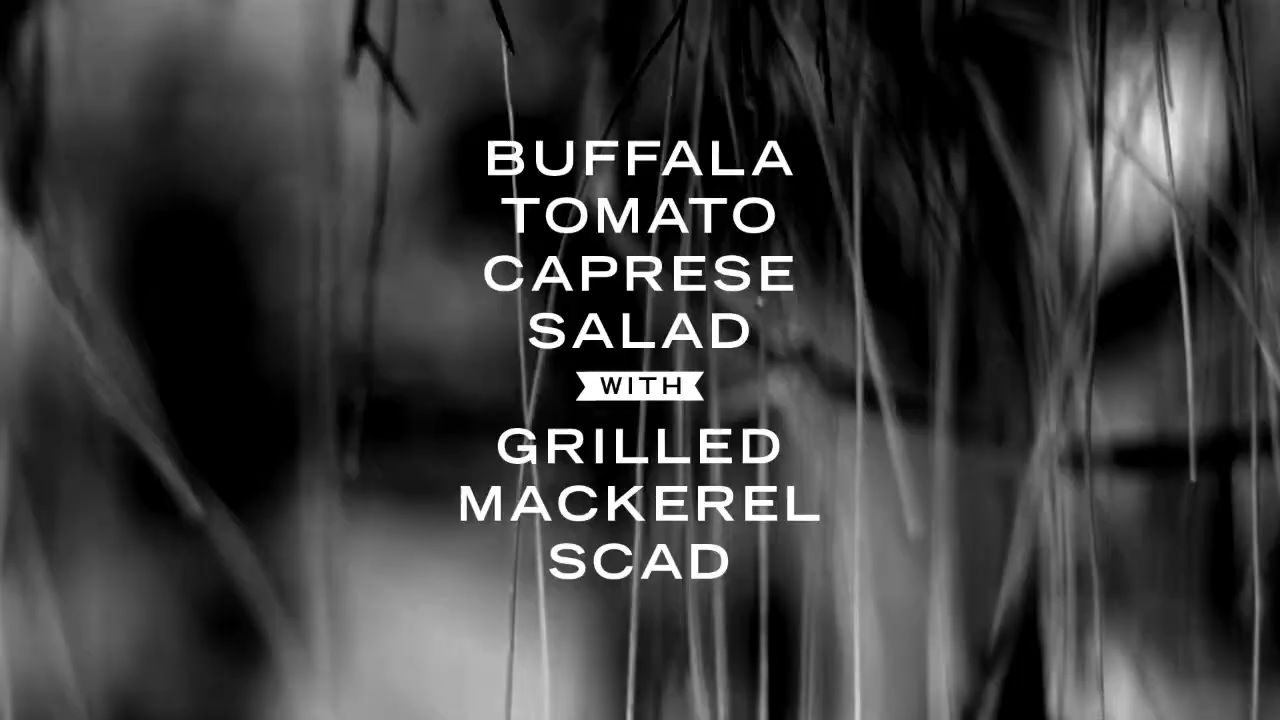 BUFFALA
TOMATO
CAPRESE
SALAD
WITH
GRILLED
MACKEREL
SCAD